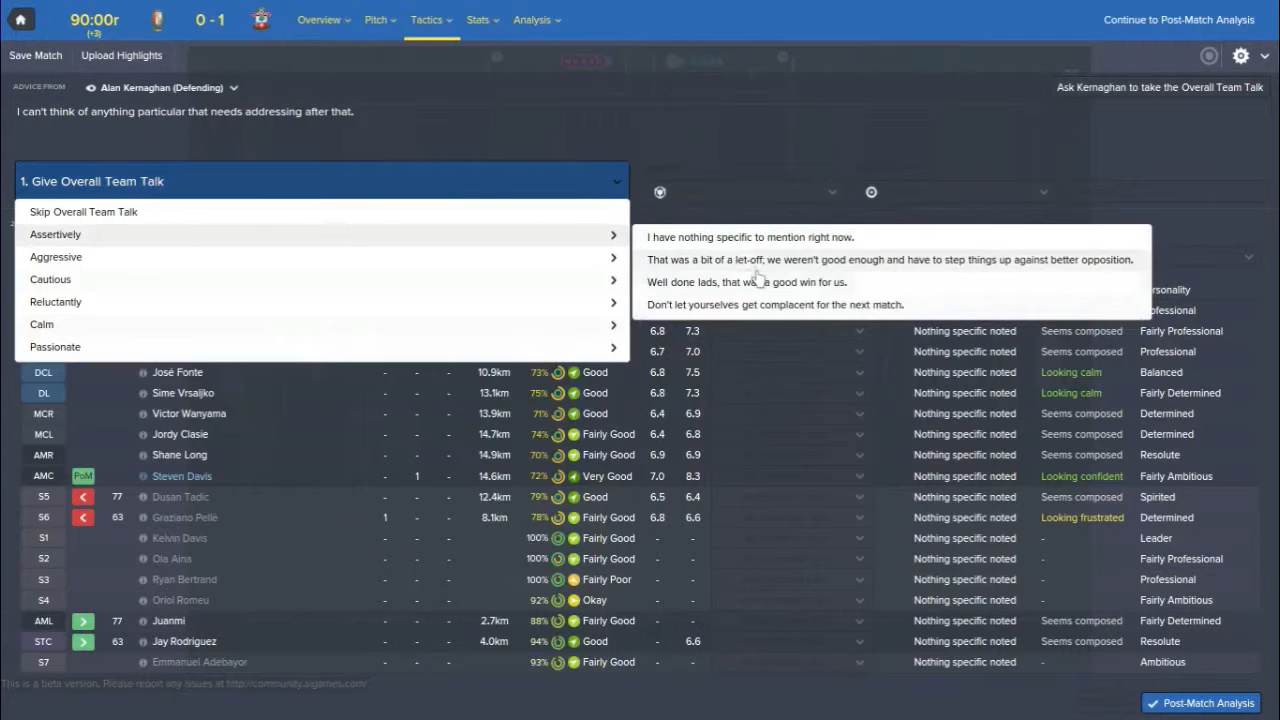 90:00r 0 - 1 Overview Pitch Tactics Stats Analysis Continue to Post-Match Analysis
(+3)
Save Match Upload Highlights
ADVICE FROM Alan Kernaghan (Defending) Ask Kernaghan to take the Overall Team Talk
I can't think of anything particular that needs addressing after that.
1. Give Overall Team Talk
Skip Overall Team Talk
Assertively
Aggressive
Cautious
Reluctantly
Calm
Passionate
I have nothing specific to mention right now.
That was a bit of a let-off; we weren't good enough and have to step things up against better opposition.
Well done lads, that was a good win for us.
Don't let yourselves get complacent for the next match.
ersonality
ofessional
6.8 7.3 Nothing specific noted Seems composed Fairly Professional
6.7 7.0 Nothing specific noted Seems composed Professional
DCL José Fonte - - - 10.9km 73% Good 6.8 7.5 Nothing specific noted Looking calm Balanced
DL Sime Vrsaljko - - - 13.1km 75% Good 6.8 7.3 Nothing specific noted Looking calm Fairly Determined
MCR Victor Wanyama - - - 13.9km 71% Good 6.4 6.9 Nothing specific noted Seems composed Determined
MCL Jordy Clasie - - - 14.7km 74% Fairly Good 6.4 6.8 Nothing specific noted Seems composed Determined
AMR Shane Long - - - 14.9km 70% Fairly Good 6.9 6.9 Nothing specific noted Seems composed Resolute
AMC PoM Steven Davis - 1 - 14.6km 72% Very Good 7.0 8.3 Nothing specific noted Looking confident Fairly Ambitious
S5 77 Dusan Tadic - - - 12.4km 79% Good 6.5 6.4 Nothing specific noted Seems composed Spirited
S6 63 Graziano Pellè 1 - - 8.1km 78% Fairly Good 6.8 6.6 Nothing specific noted Looking frustrated Determined
S1 Kelvin Davis - - - 100% Fairly Good - - Nothing specific noted - Leader
S2 Ola Aina - - - 100% Fairly Good - - Nothing specific noted - Fairly Professional
S3 Ryan Bertrand - - - 100% Fairly Poor - - Nothing specific noted - Professional
S4 Oriol Romeu - - - 92% Okay - - Nothing specific noted - Fairly Ambitious
AML 77 Juanmi - - - 2.7km 88% Fairly Good - - Nothing specific noted Seems composed Fairly Determined
STC 63 Jay Rodriguez - - - 4.0km 94% Good - 6.6 Nothing specific noted Seems composed Resolute
S7 Emmanuel Adebayor - - - 93% Fairly Good - - Nothing specific noted - Ambitious
This is a beta version. Please report any issues at http://community.sigames.com/
Post-Match Analysis